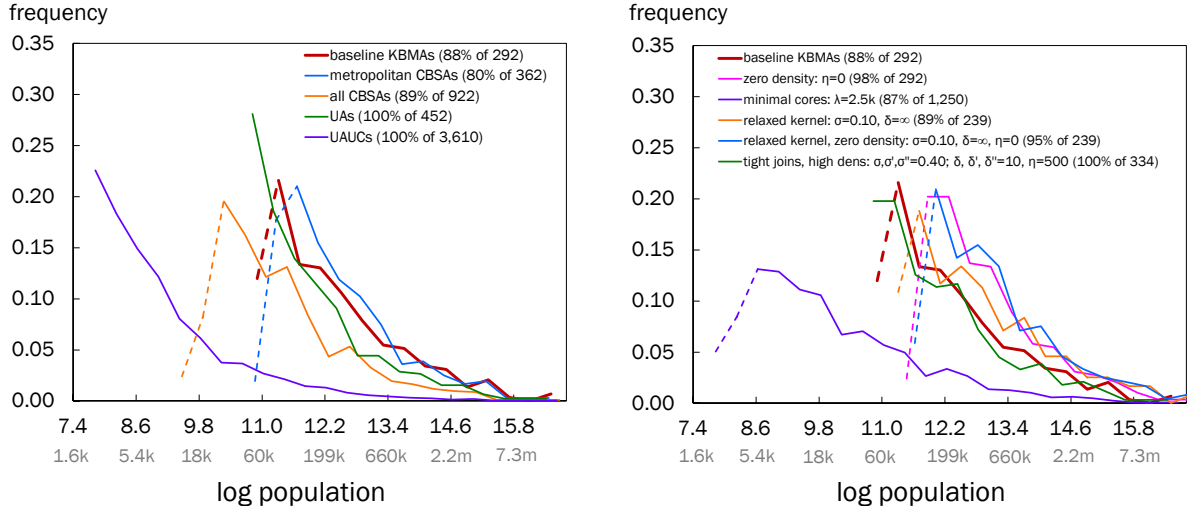 frequency
0.35
0.30
0.25
0.20
0.15
0.10
0.05
0.00
baseline KBMAs (88% of 292)
metropolitan CBSAs (80% of 362)
all CBSAs (89% of 922)
UAs (100% of 452)
UAUCs (100% of 3,610)
7.4 8.6 9.8 11.0 12.2 13.4 14.6 15.8
1.6k 5.4k 18k 60k 199k 660k 2.2m 7.3m
log population
frequency
0.35
0.30
0.25
0.20
0.15
0.10
0.05
0.00
baseline KBMAs (88% of 292)
zero density: η=0 (98% of 292)
minimal cores: λ=2.5k (87% of 1,250)
relaxed kernel: σ=0.10, δ=∞ (89% of 239)
relaxed kernel, zero density: σ=0.10, δ=∞, η=0 (95% of 239)
tight joins, high dens: σ,σ',σ"=0.40; δ, δ', δ"=10, η=500 (100% of 334)
7.4 8.6 9.8 11.0 12.2 13.4 14.6 15.8
1.6k 5.4k 18k 60k 199k 660k 2.2m 7.3m
log population